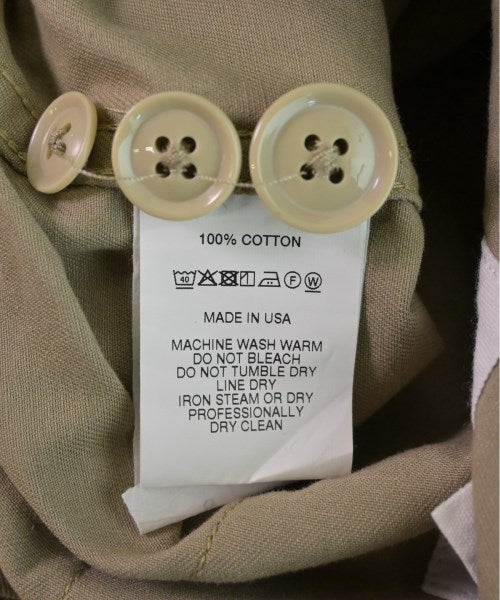 100% COTTON
40 F W
MADE IN USA
MACHINE WASH WARM
DO NOT BLEACH
DO NOT TUMBLE DRY
LINE DRY
IRON STEAM OR DRY
PROFESSIONALLY
DRY CLEAN